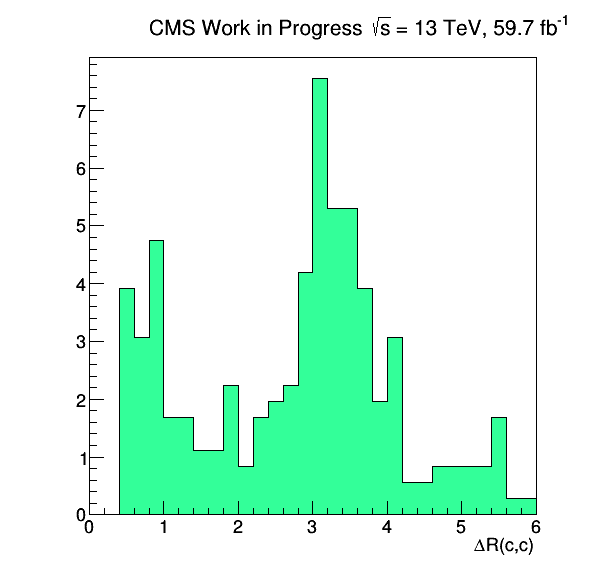 CMS Work in Progress √s = 13 TeV, 59.7 fb⁻¹
7
6
5
4
3
2
1
0
0 1 2 3 4 5 6
ΔR(c,c)